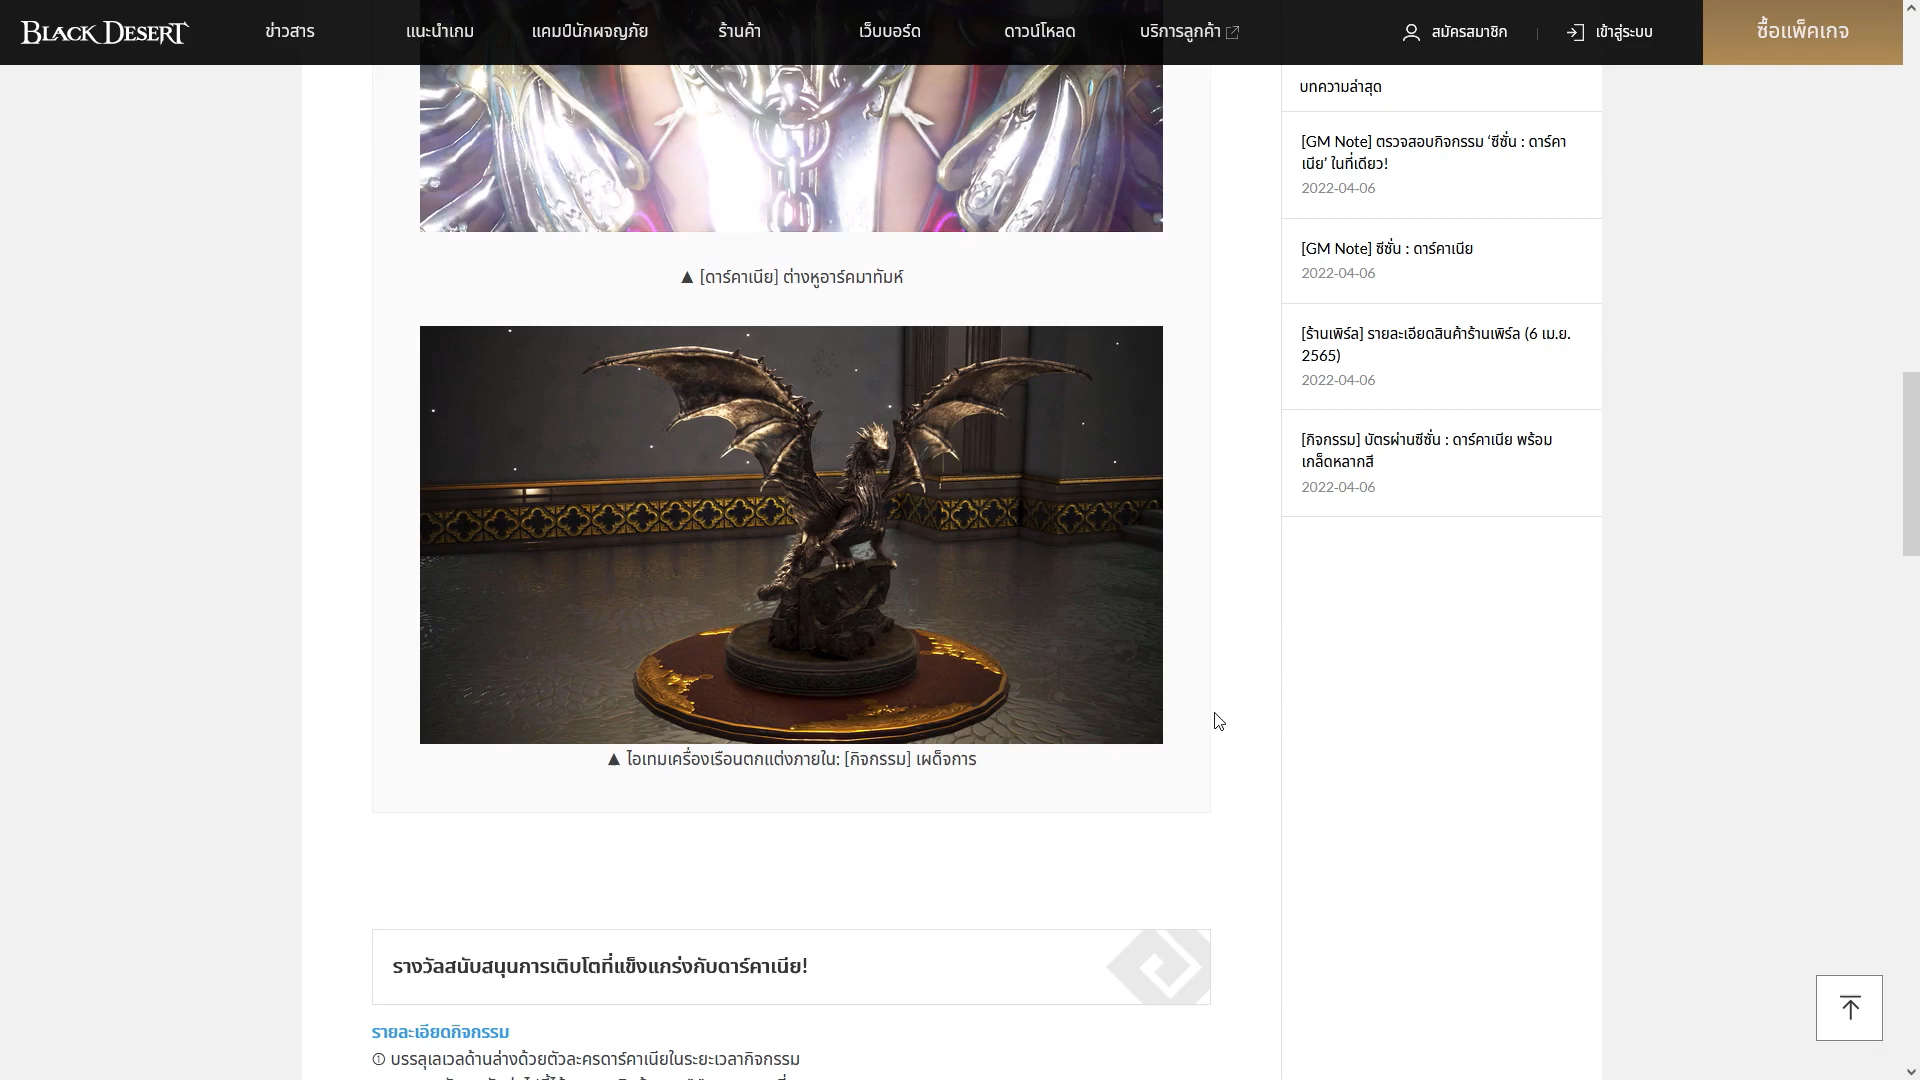 BLACK DESERT
ข่าวสาร
แนะนำเกม
แคมป์นักผจญภัย
ร้านค้า
เว็บบอร์ด
ดาวน์โหลด
บริการลูกค้า
สมัครสมาชิก
เข้าสู่ระบบ
ซื้อแพ็คเกจ
▲ [ดาร์คาเนีย] ต่างหูอาร์คมาทัมห์
▲ ไอเทมเครื่องเรือนตกแต่งภายใน: [กิจกรรม] เผด็จการ
รางวัลสนับสนุนการเติบโตที่แข็งแกร่งกับดาร์คาเนีย!
รายละเอียดกิจกรรม
① บรรลุเลเวลด้านล่างด้วยตัวละครดาร์คาเนียในระยะเวลากิจกรรม
บทความล่าสุด
[GM Note] ตรวจสอบกิจกรรม ‘ซีซั่น : ดาร์คา
เนีย’ ในที่เดียว!
2022-04-06
[GM Note] ซีซั่น : ดาร์คาเนีย
2022-04-06
[ร้านเพิร์ล] รายละเอียดสินค้าร้านเพิร์ล (6 เม.ย.
2565)
2022-04-06
[กิจกรรม] บัตรผ่านซีซั่น : ดาร์คาเนีย พร้อม
เกล็ดหลากสี
2022-04-06